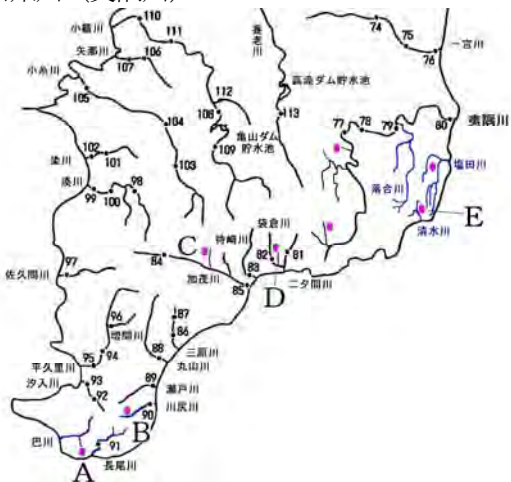 110
小櫃川
111
矢那川
106
107
小糸川
105
養老川
74
75
一宮川
76
高滝ダム貯水池
112
108
113
104
亀山ダム
貯水池
109
77
78
79
80
夷隅川
102
101
染川
湊川
99
100
98
103
落合川
塩田川
E
清水川
袋倉川
待崎川
C
82
81
84
加茂川
83
85
D
二タ間川
97
佐久間川
96
増間川
87
86
三原川
88
丸山川
94
95
平久里川
汐入川
93
92
89
瀬戸川
90
川尻川
B
巴川
91
長尾川
A